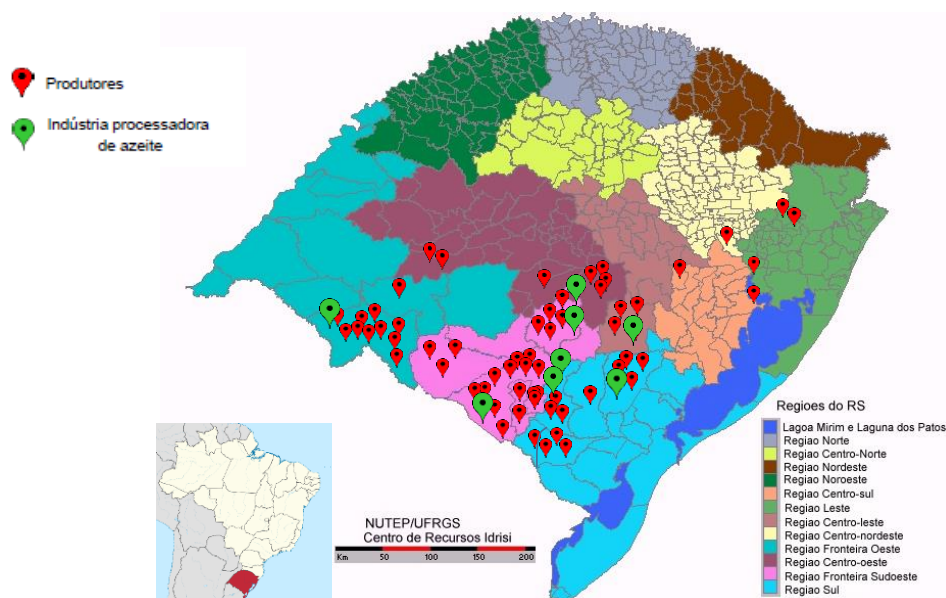 Produtores
Indústria processadora
de azeite
NUTEP/UFRGS
Centro de Recursos Idrisi
Km 50 100 150 200
Regioes do RS
Lagoa Mirim e Laguna dos Patos
Regiao Norte
Regiao Centro-Norte
Regiao Nordeste
Regiao Noroeste
Regiao Centro-sul
Regiao Leste
Regiao Centro-leste
Regiao Centro-nordeste
Regiao Fronteira Oeste
Regiao Centro-oeste
Regiao Fronteira Sudoeste
Regiao Sul